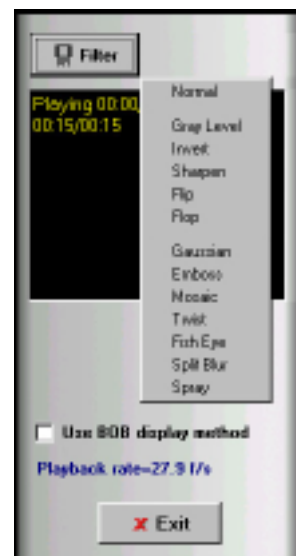 Filter
Normal
Playing 00:00,
00:15/00:15
Gray Level
Invert
Sharpen
Flip
Flop
Gaussian
Emboss
Mosaic
Twist
Fish Eye
Split Blur
Spray
Use BOB display method
Playback rate=27.9 f/s
Exit